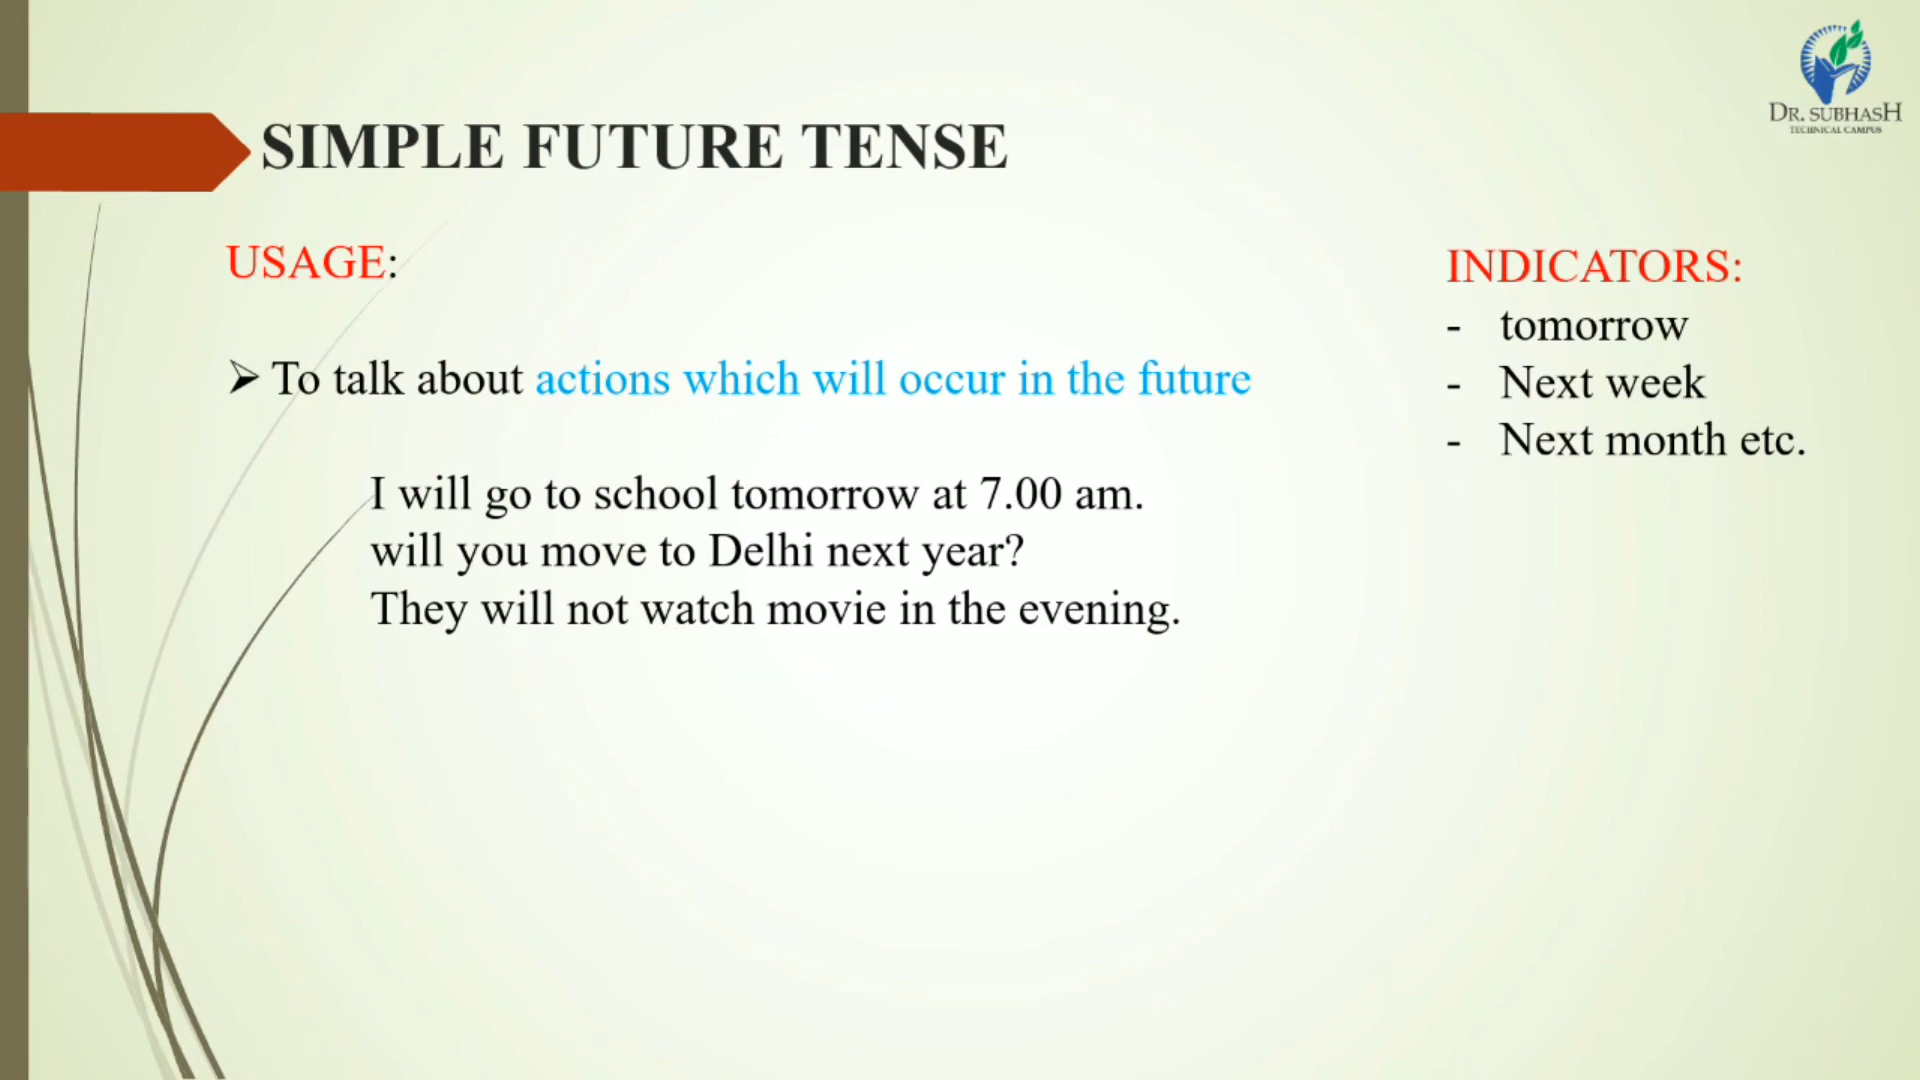 DR. SUBHASH
TECHNICAL CAMPUS
SIMPLE FUTURE TENSE
USAGE:
➢ To talk about actions which will occur in the future
I will go to school tomorrow at 7.00 am.
will you move to Delhi next year?
They will not watch movie in the evening.
INDICATORS:
- tomorrow
- Next week
- Next month etc.